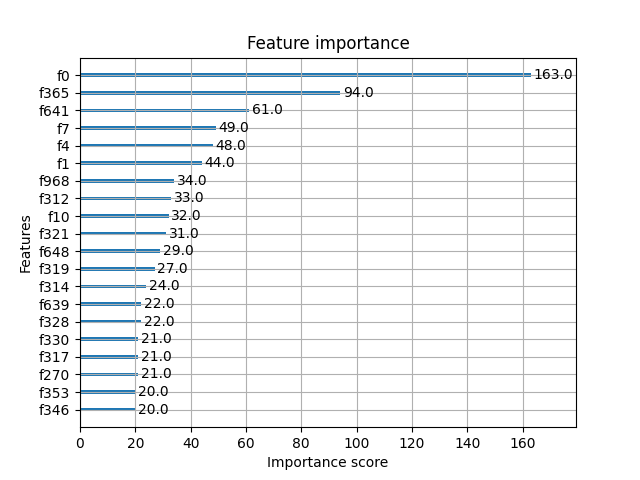 Feature importance
f0 163.0
f365 94.0
f641 61.0
f7 49.0
f4 48.0
f1 44.0
f968 34.0
f312 33.0
f10 32.0
f321 31.0
f648 29.0
f319 27.0
f314 24.0
f639 22.0
f328 22.0
f330 21.0
f317 21.0
f270 21.0
f353 20.0
f346 20.0
Features
0 20 40 60 80 100 120 140 160
Importance score